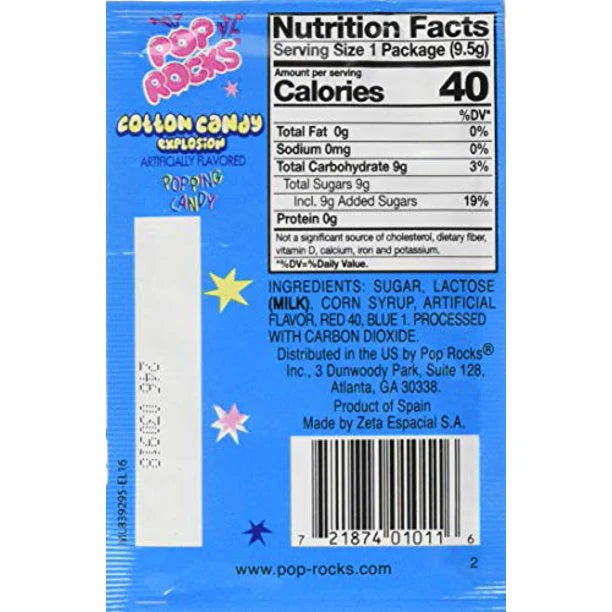 POP
ROCKS
Cotton Candy
EXPLOSION
ARTIFICIALLY FLAVORED
POPPING
CANDY
Nutrition Facts
Serving Size 1 Package (9.5g)
Amount per serving
Calories 40
%DV*
Total Fat 0g 0%
Sodium 0mg 0%
Total Carbohydrate 9g 3%
Total Sugars 9g
Incl. 9g Added Sugars 19%
Protein 0g
Not a significant source of cholesterol, dietary fiber,
vitamin D, calcium, iron and potassium.
*%DV=%Daily Value.
INGREDIENTS: SUGAR, LACTOSE
(MILK), CORN SYRUP, ARTIFICIAL
FLAVOR, RED 40, BLUE 1. PROCESSED
WITH CARBON DIOXIDE.
Distributed in the US by Pop Rocks®
Inc., 3 Dunwoody Park, Suite 128,
Atlanta, GA 30338.
Product of Spain
Made by Zeta Espacial S.A.
246 030918
7 21874 01011 6
www.pop-rocks.com
2